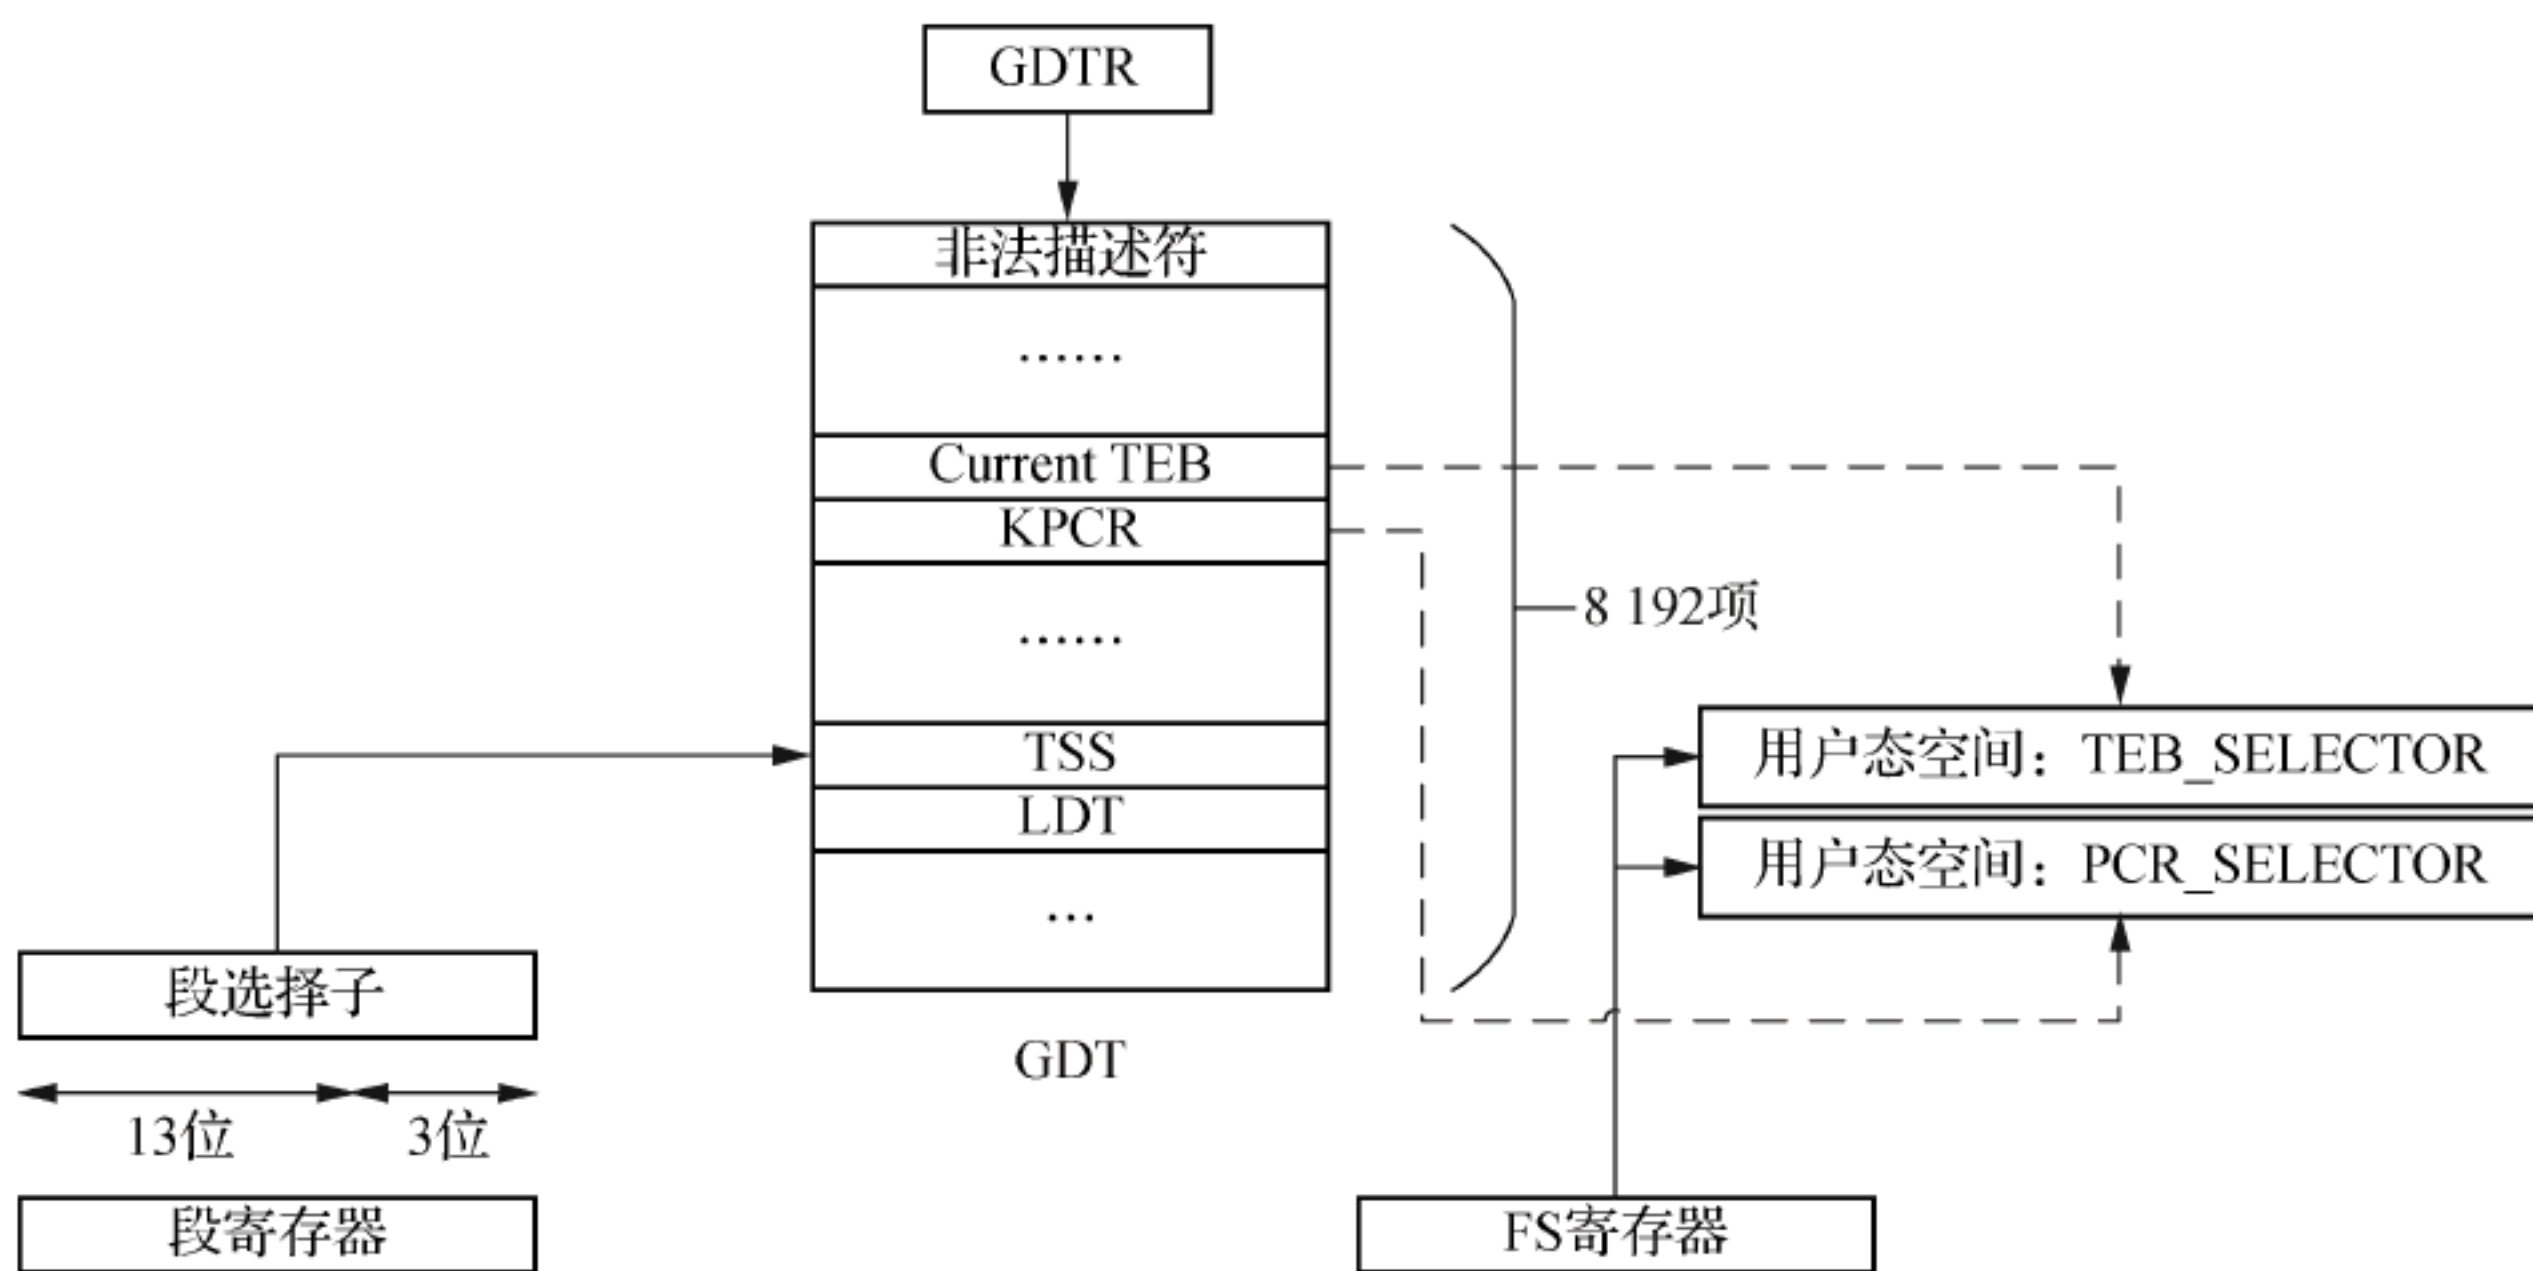 GDTR
非法描述符
……
Current TEB
KPCR
……
TSS
LDT
…
GDT
8 192项
用户态空间：TEB_SELECTOR
用户态空间：PCR_SELECTOR
段选择子
13位
3位
段寄存器
FS寄存器